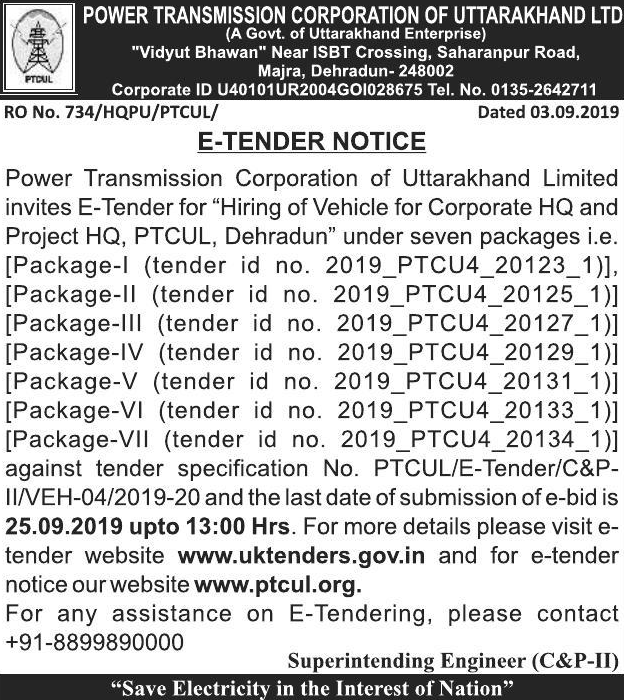 POWER TRANSMISSION CORPORATION OF UTTARAKHAND LTD
(A Govt. of Uttarakhand Enterprise)
"Vidyut Bhawan" Near ISBT Crossing, Saharanpur Road,
Majra, Dehradun- 248002
Corporate ID U40101UR2004GOI028675 Tel. No. 0135-2642711
PTCUL
RO No. 734/HQPU/PTCUL/ Dated 03.09.2019
E-TENDER NOTICE
Power Transmission Corporation of Uttarakhand Limited
invites E-Tender for “Hiring of Vehicle for Corporate HQ and
Project HQ, PTCUL, Dehradun” under seven packages i.e.
[Package-I (tender id no. 2019_PTCU4_20123_1)],
[Package-II (tender id no. 2019_PTCU4_20125_1)]
[Package-III (tender id no. 2019_PTCU4_20127_1)]
[Package-IV (tender id no. 2019_PTCU4_20129_1)]
[Package-V (tender id no. 2019_PTCU4_20131_1)]
[Package-VI (tender id no. 2019_PTCU4_20133_1)]
[Package-VII (tender id no. 2019_PTCU4_20134_1)]
against tender specification No. PTCUL/E-Tender/C&P-
II/VEH-04/2019-20 and the last date of submission of e-bid is
25.09.2019 upto 13:00 Hrs. For more details please visit e-
tender website www.uktenders.gov.in and for e-tender
notice our website www.ptcul.org.
For any assistance on E-Tendering, please contact
+91-8899890000
Superintending Engineer (C&P-II)
“Save Electricity in the Interest of Nation”